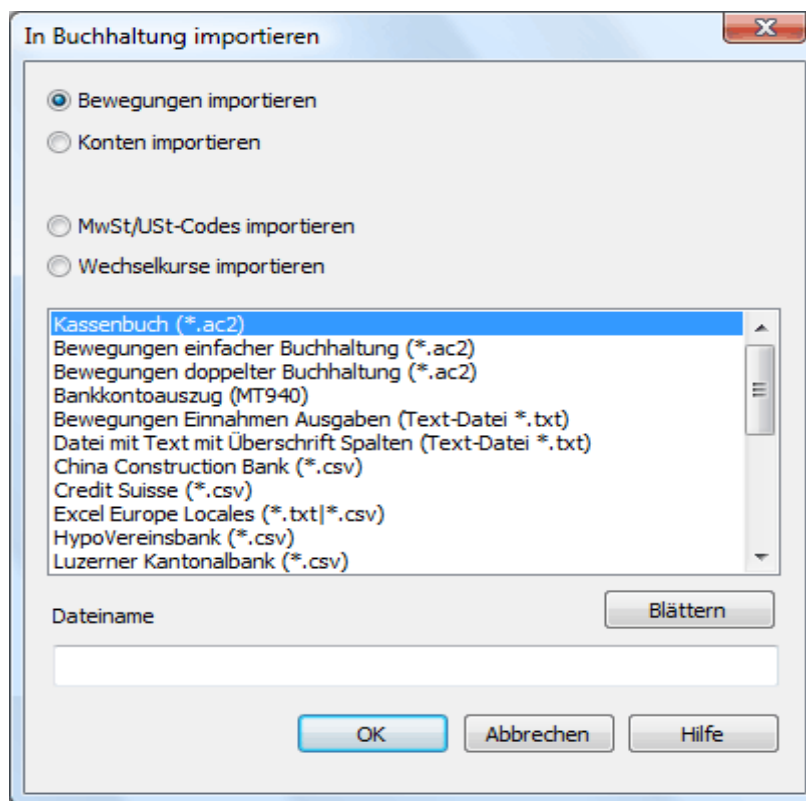 In Buchhaltung importieren
Bewegungen importieren
Konten importieren
MwSt/USt-Codes importieren
Wechselkurse importieren
Kassenbuch (*.ac2)
Bewegungen einfacher Buchhaltung (*.ac2)
Bewegungen doppelter Buchhaltung (*.ac2)
Bankkontoauszug (MT940)
Bewegungen Einnahmen Ausgaben (Text-Datei *.txt)
Datei mit Text mit Überschrift Spalten (Text-Datei *.txt)
China Construction Bank (*.csv)
Credit Suisse (*.csv)
Excel Europe Locales (*.txt|*.csv)
HypoVereinsbank (*.csv)
Luzerner Kantonalbank (*.csv)
Dateiname
Blättern
OK
Abbrechen
Hilfe